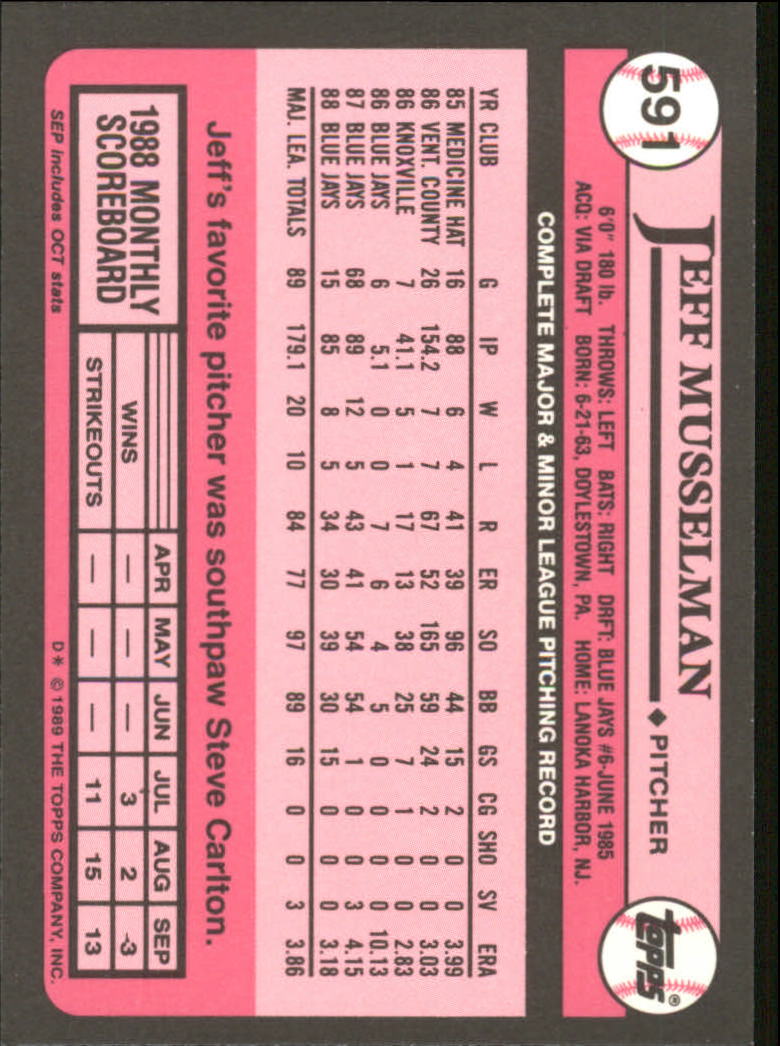 591
JEFF MUSSELMAN ◆ PITCHER
Topps®
6'0" 180 lb. THROWS: LEFT BATS: RIGHT DRFT: BLUE JAYS #6-JUNE 1985
ACQ: VIA DRAFT BORN: 6-21-63, DOYLESTOWN, PA. HOME: LANOKA HARBOR, NJ.
COMPLETE MAJOR & MINOR LEAGUE PITCHING RECORD
YR CLUB G IP W L R ER SO BB GS CG SHO SV ERA
85 MEDICINE HAT 16 88 6 4 41 39 96 44 15 2 0 0 3.99
86 VENT. COUNTY 26 154.2 7 7 67 52 165 59 24 2 0 0 3.03
86 KNOXVILLE 7 41.1 5 1 17 13 38 25 7 1 0 0 2.83
86 BLUE JAYS 6 5.1 0 0 7 6 4 5 0 0 0 0 10.13
87 BLUE JAYS 68 89 12 5 43 41 54 54 1 0 0 3 4.15
88 BLUE JAYS 15 85 8 5 34 30 39 30 15 0 0 0 3.18
MAJ. LEA. TOTALS 89 179.1 20 10 84 77 97 89 16 0 0 3 3.86
Jeff's favorite pitcher was southpaw Steve Carlton.
1988 MONTHLY
SCOREBOARD
APR MAY JUN JUL AUG SEP
WINS — — — 3 2 -3
STRIKEOUTS — — — 11 15 13
SEP includes OCT stats
D* © 1989 THE TOPPS COMPANY, INC.